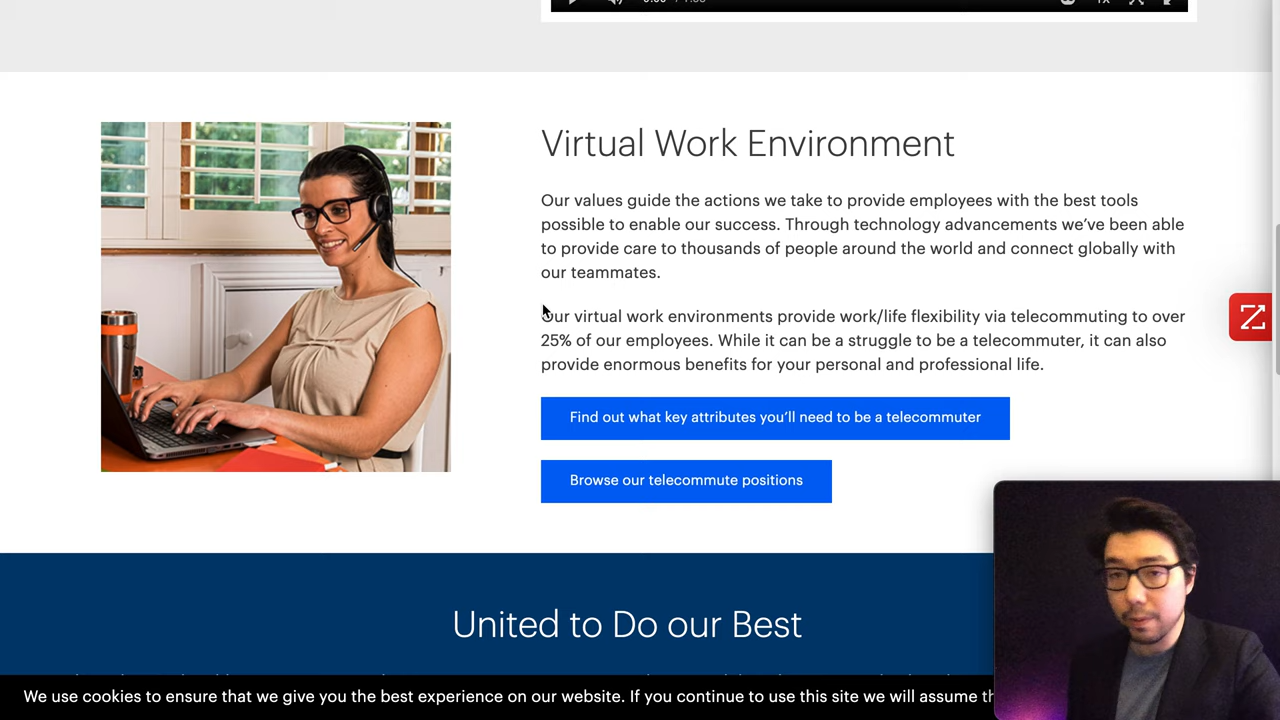 Virtual Work Environment
Our values guide the actions we take to provide employees with the best tools
possible to enable our success. Through technology advancements we've been able
to provide care to thousands of people around the world and connect globally with
our teammates.
Our virtual work environments provide work/life flexibility via telecommuting to over
25% of our employees. While it can be a struggle to be a telecommuter, it can also
provide enormous benefits for your personal and professional life.
Find out what key attributes you'll need to be a telecommuter
Browse our telecommute positions
United to Do our Best
We use cookies to ensure that we give you the best experience on our website. If you continue to use this site we will assume